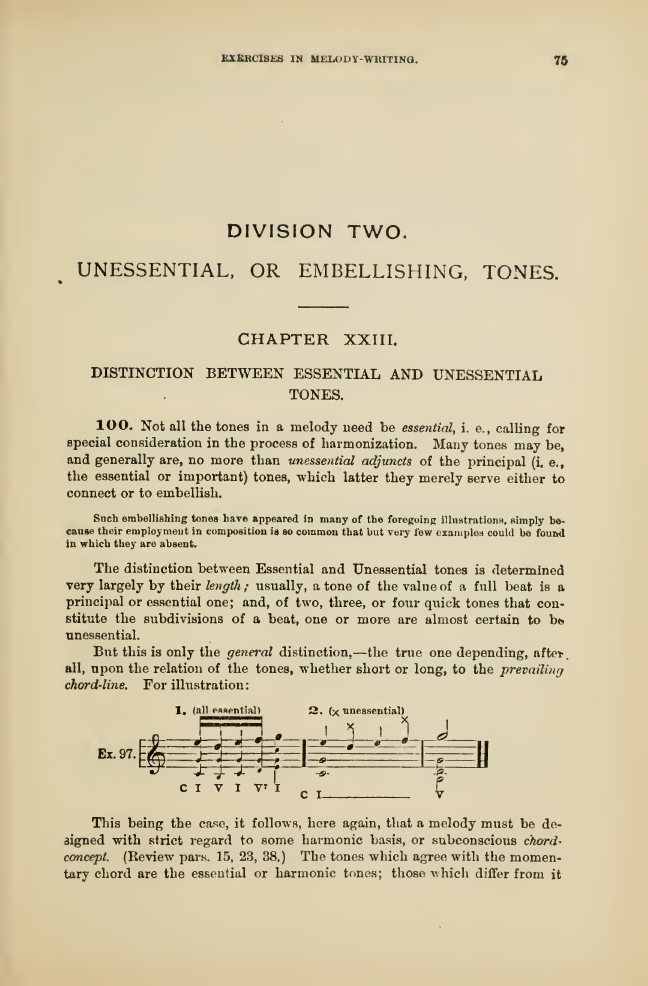 EXERCISES IN MELODY-WRITING. 75
DIVISION TWO.
UNESSENTIAL, OR EMBELLISHING, TONES.
CHAPTER XXIII.
DISTINCTION BETWEEN ESSENTIAL AND UNESSENTIAL
TONES.
100. Not all the tones in a melody need be essential, i. e., calling for
special consideration in the process of harmonization. Many tones may be,
and generally are, no more than unessential adjuncts of the principal (i. e.,
the essential or important) tones, which latter they merely serve either to
connect or to embellish.
Such embellishing tones have appeared in many of the foregoing illustrations, simply be-
cause their employment in composition is so common that but very few examples could be found
in which they are absent.
The distinction between Essential and Unessential tones is determined
very largely by their length; usually, a tone of the value of a full beat is a
principal or essential one; and, of two, three, or four quick tones that con-
stitute the subdivisions of a beat, one or more are almost certain to be
unessential.
But this is only the general distinction,—the true one depending, after
all, upon the relation of the tones, whether short or long, to the prevailing
chord-line. For illustration:
1. (all essential) 2. (x unessential)
x x
Ex. 97.
C I V I V⁷ I
C I V
This being the case, it follows, here again, that a melody must be de-
signed with strict regard to some harmonic basis, or subconscious chord-
concept. (Review pars. 15, 23, 38.) The tones which agree with the momen-
tary chord are the essential or harmonic tones; those which differ from it